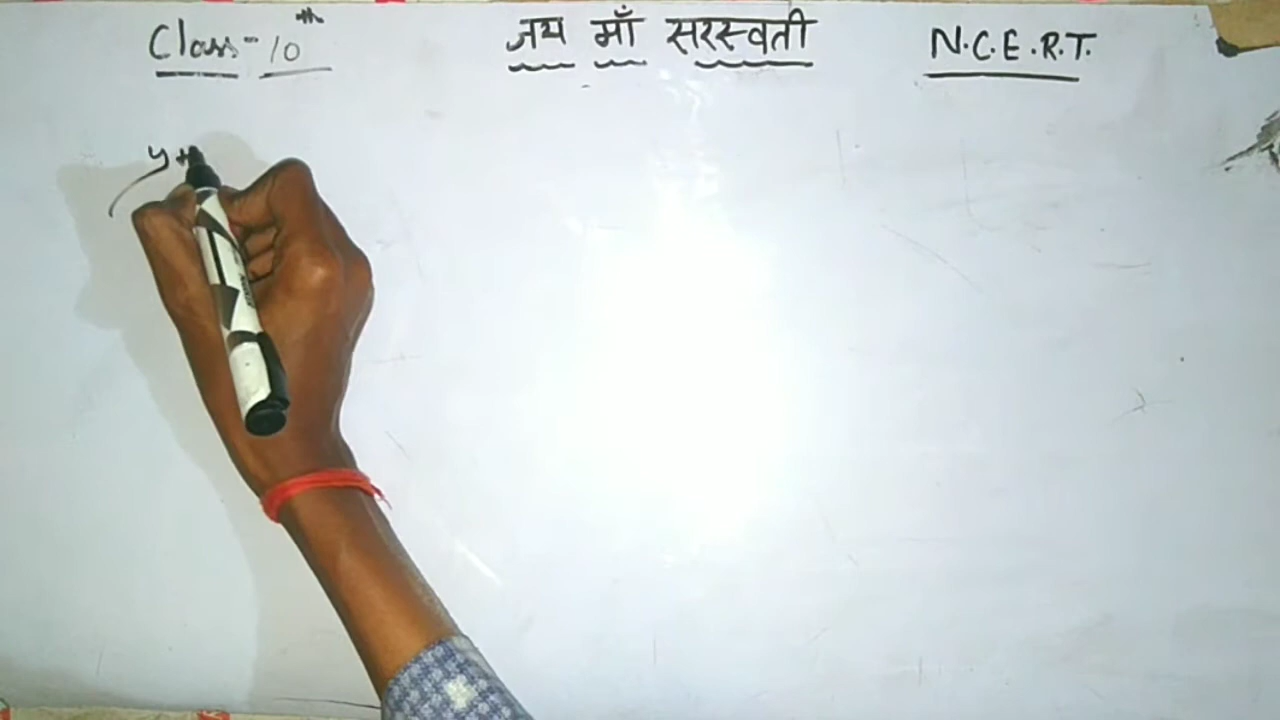 Class-10th
जय माँ सरस्वती
N.C.E.R.T.
y+